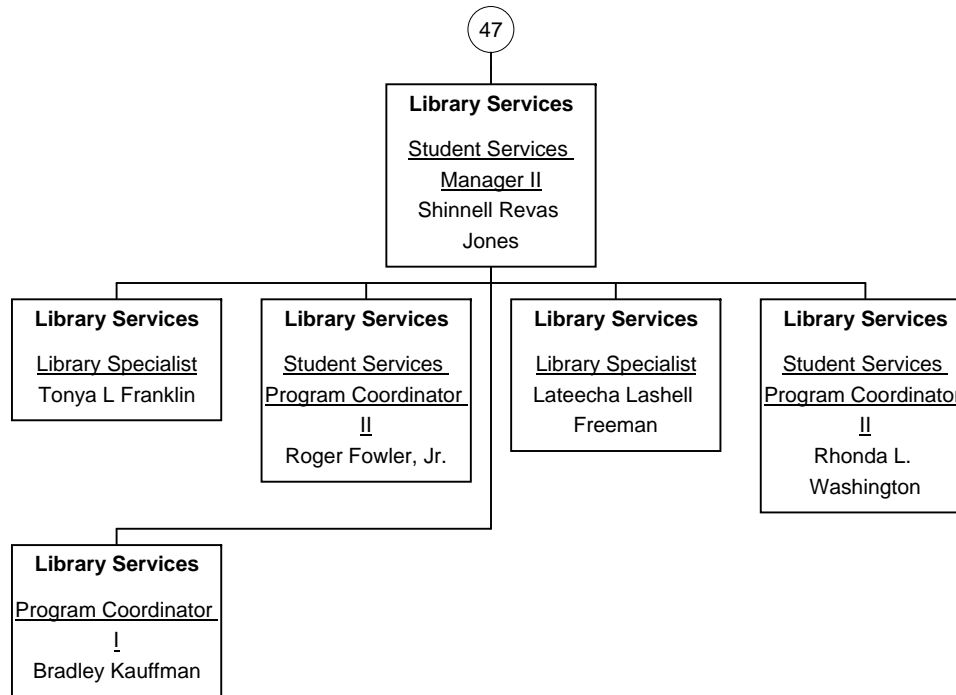 47
Library Services
Student Services
Manager II
Shinnell Revas
Jones
Library Services
Library Specialist
Tonya L Franklin
Library Services
Student Services
Program Coordinator
II
Roger Fowler, Jr.
Library Services
Library Specialist
Lateecha Lashell
Freeman
Library Services
Student Services
Program Coordinator
II
Rhonda L.
Washington
Library Services
Program Coordinator
I
Bradley Kauffman